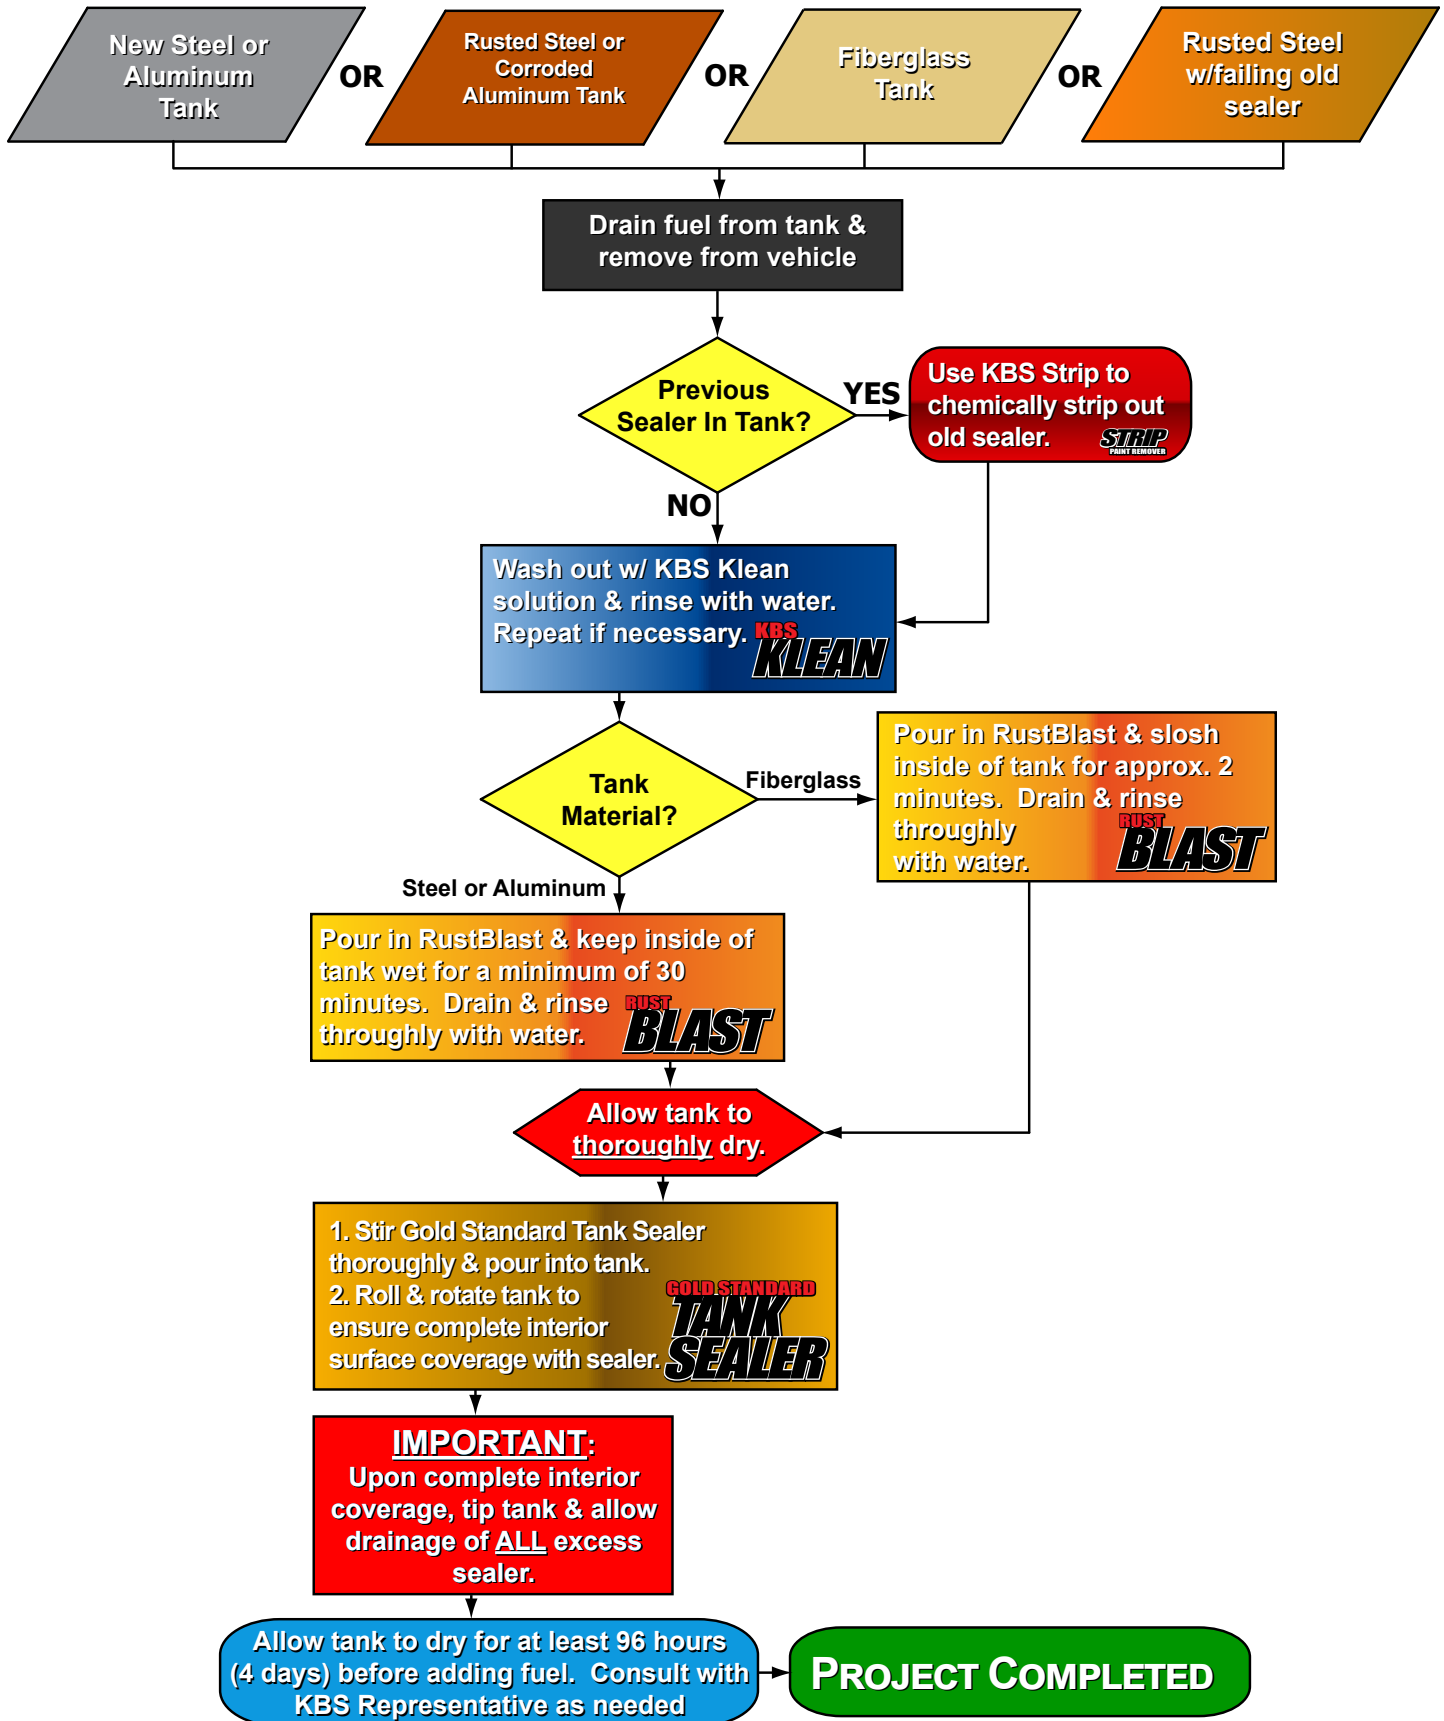 New Steel or
Aluminum
Tank
OR
Rusted Steel or
Corroded
Aluminum Tank
OR
Fiberglass
Tank
OR
Rusted Steel
w/failing old
sealer
Drain fuel from tank &
remove from vehicle
Previous
Sealer In Tank?
YES
Use KBS Strip to
chemically strip out
old sealer.
STRIP
PAINT REMOVER
NO
Wash out w/ KBS Klean
solution & rinse with water.
Repeat if necessary.
KBS
KLEAN
Tank
Material?
Fiberglass
Pour in RustBlast & slosh
inside of tank for approx. 2
minutes.  Drain & rinse
throughly
with water.
RUST
BLAST
Steel or Aluminum
Pour in RustBlast & keep inside of
tank wet for a minimum of 30
minutes.  Drain & rinse
throughly with water.
RUST
BLAST
Allow tank to
thoroughly dry.
1. Stir Gold Standard Tank Sealer
thoroughly & pour into tank.
2. Roll & rotate tank to
ensure complete interior
surface coverage with sealer.
GOLD STANDARD
TANK
SEALER
IMPORTANT:
Upon complete interior
coverage, tip tank & allow
drainage of ALL excess
sealer.
Allow tank to dry for at least 96 hours
(4 days) before adding fuel.  Consult with
KBS Representative as needed
PROJECT COMPLETED